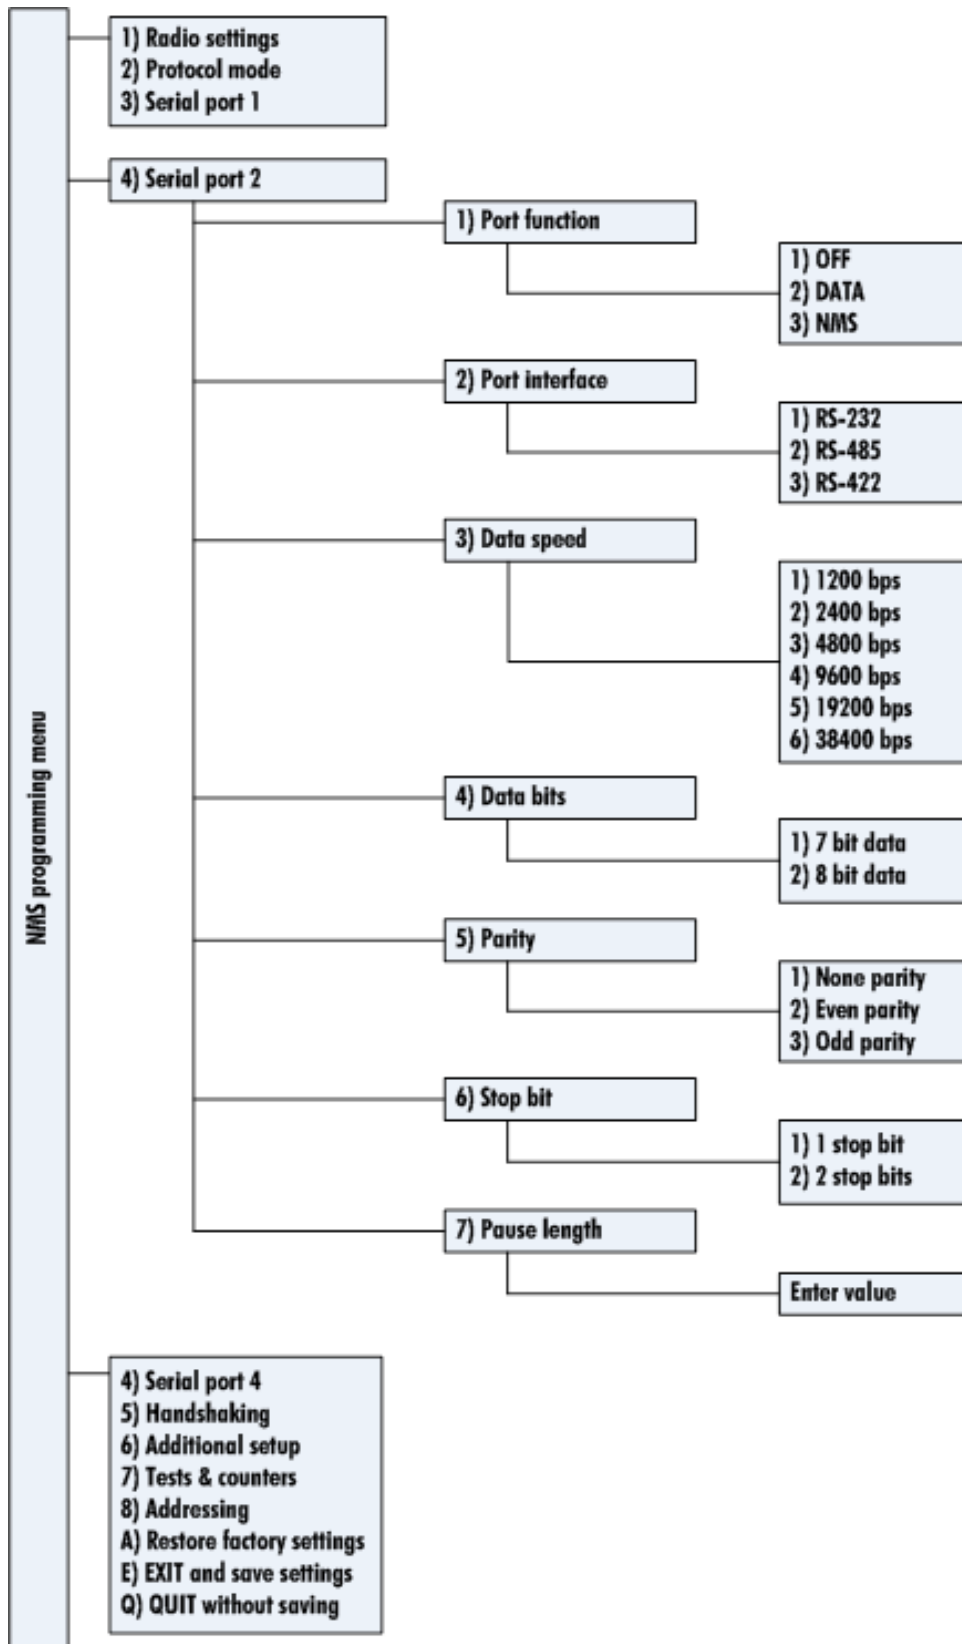 1) Radio settings
2) Protocol mode
3) Serial port 1
4) Serial port 2
1) Port function
1) OFF
2) DATA
3) NMS
2) Port interface
1) RS-232
2) RS-485
3) RS-422
3) Data speed
1) 1200 bps
2) 2400 bps
3) 4800 bps
4) 9600 bps
5) 19200 bps
6) 38400 bps
NMS programming menu
4) Data bits
1) 7 bit data
2) 8 bit data
5) Parity
1) None parity
2) Even parity
3) Odd parity
6) Stop bit
1) 1 stop bit
2) 2 stop bits
7) Pause length
Enter value
4) Serial port 4
5) Handshaking
6) Additional setup
7) Tests & counters
8) Addressing
A) Restore factory settings
E) EXIT and save settings
Q) QUIT without saving